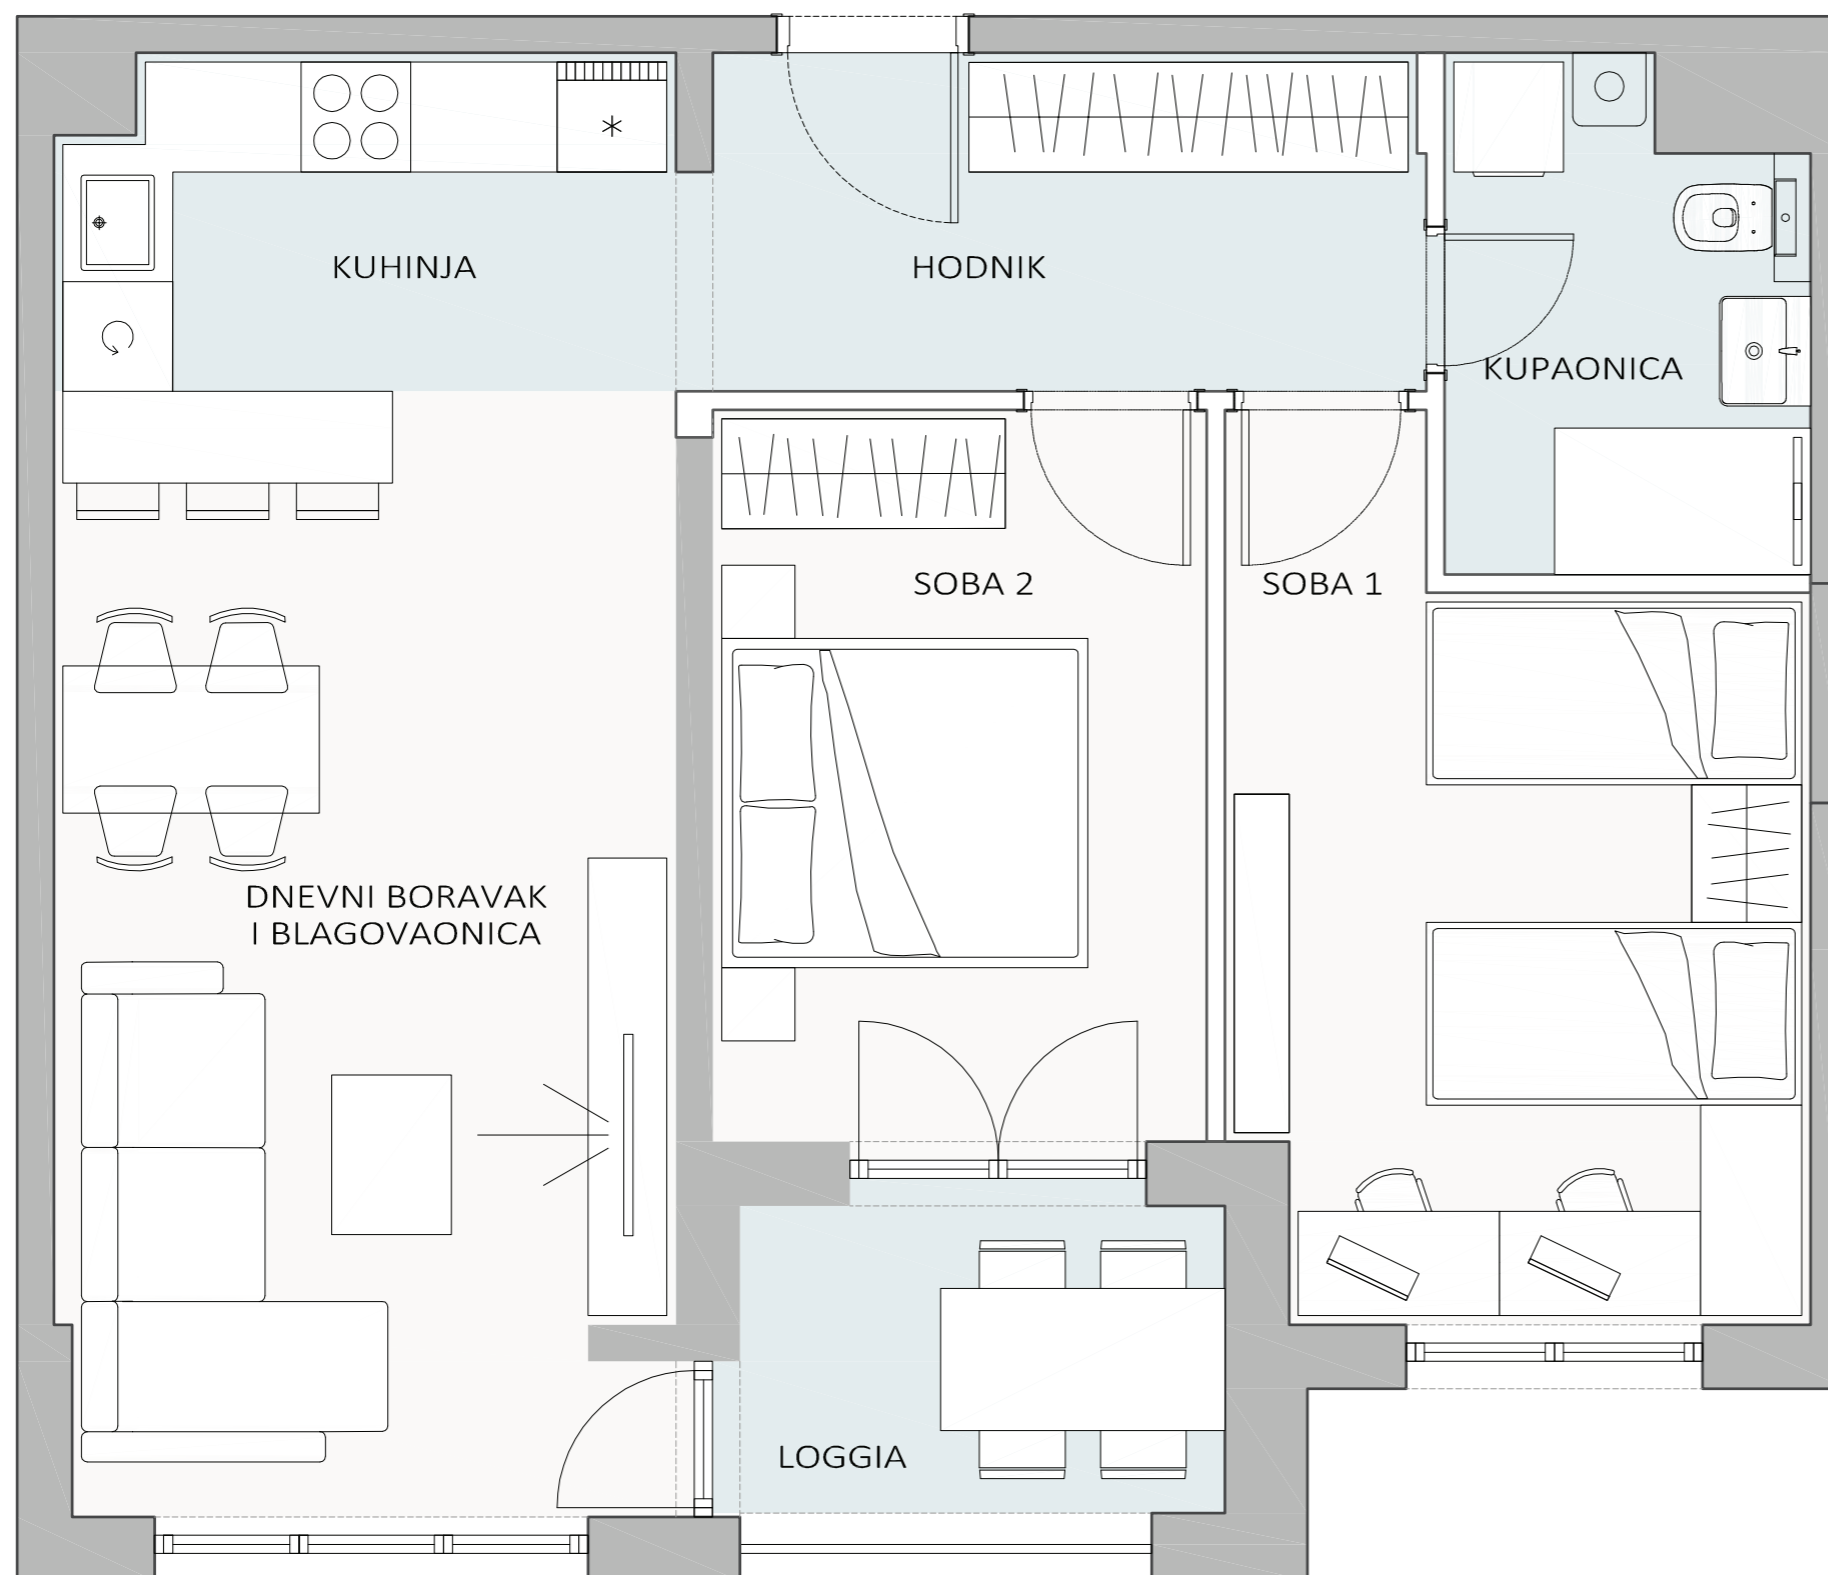 KUHINJA
HODNIK
KUPAONICA
SOBA 2
SOBA 1
DNEVNI BORAVAK
I BLAGOVAONICA
LOGGIA